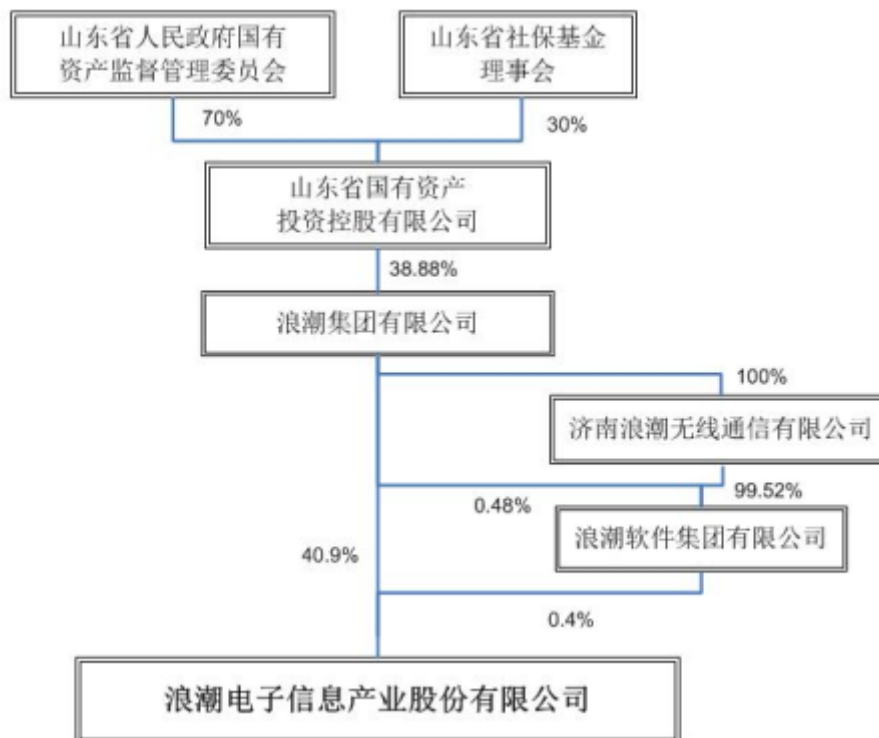 山东省人民政府国有
资产监督管理委员会
山东省社保基金
理事会
70%
30%
山东省国有资产
投资控股有限公司
38.88%
浪潮集团有限公司
100%
济南浪潮无线通信有限公司
0.48%
99.52%
浪潮软件集团有限公司
40.9%
0.4%
浪潮电子信息产业股份有限公司